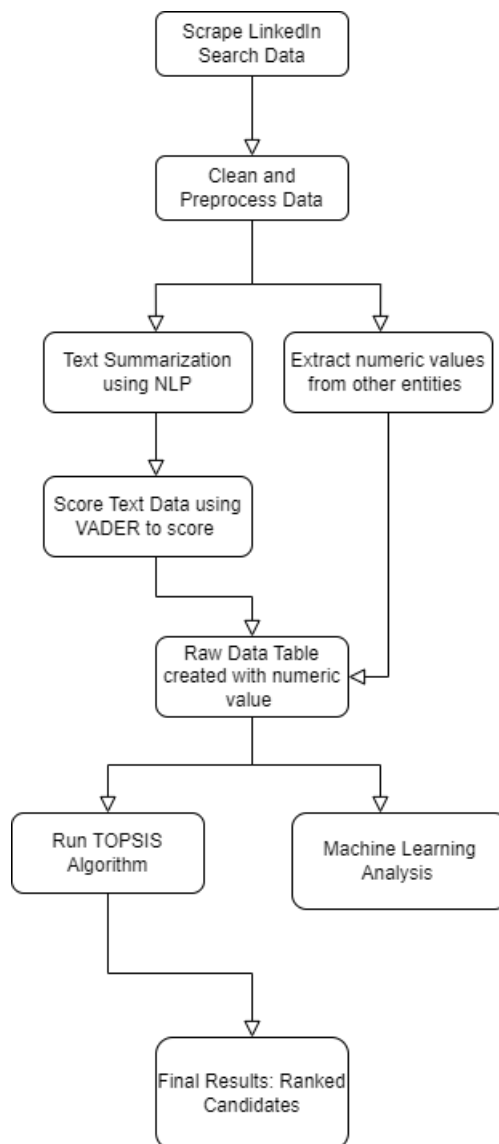 Scrape LinkedIn
Search Data
Clean and
Preprocess Data
Text Summarization
using NLP
Extract numeric values
from other entities
Score Text Data using
VADER to score
Raw Data Table
created with numeric
value
Run TOPSIS
Algorithm
Machine Learning
Analysis
Final Results: Ranked
Candidates